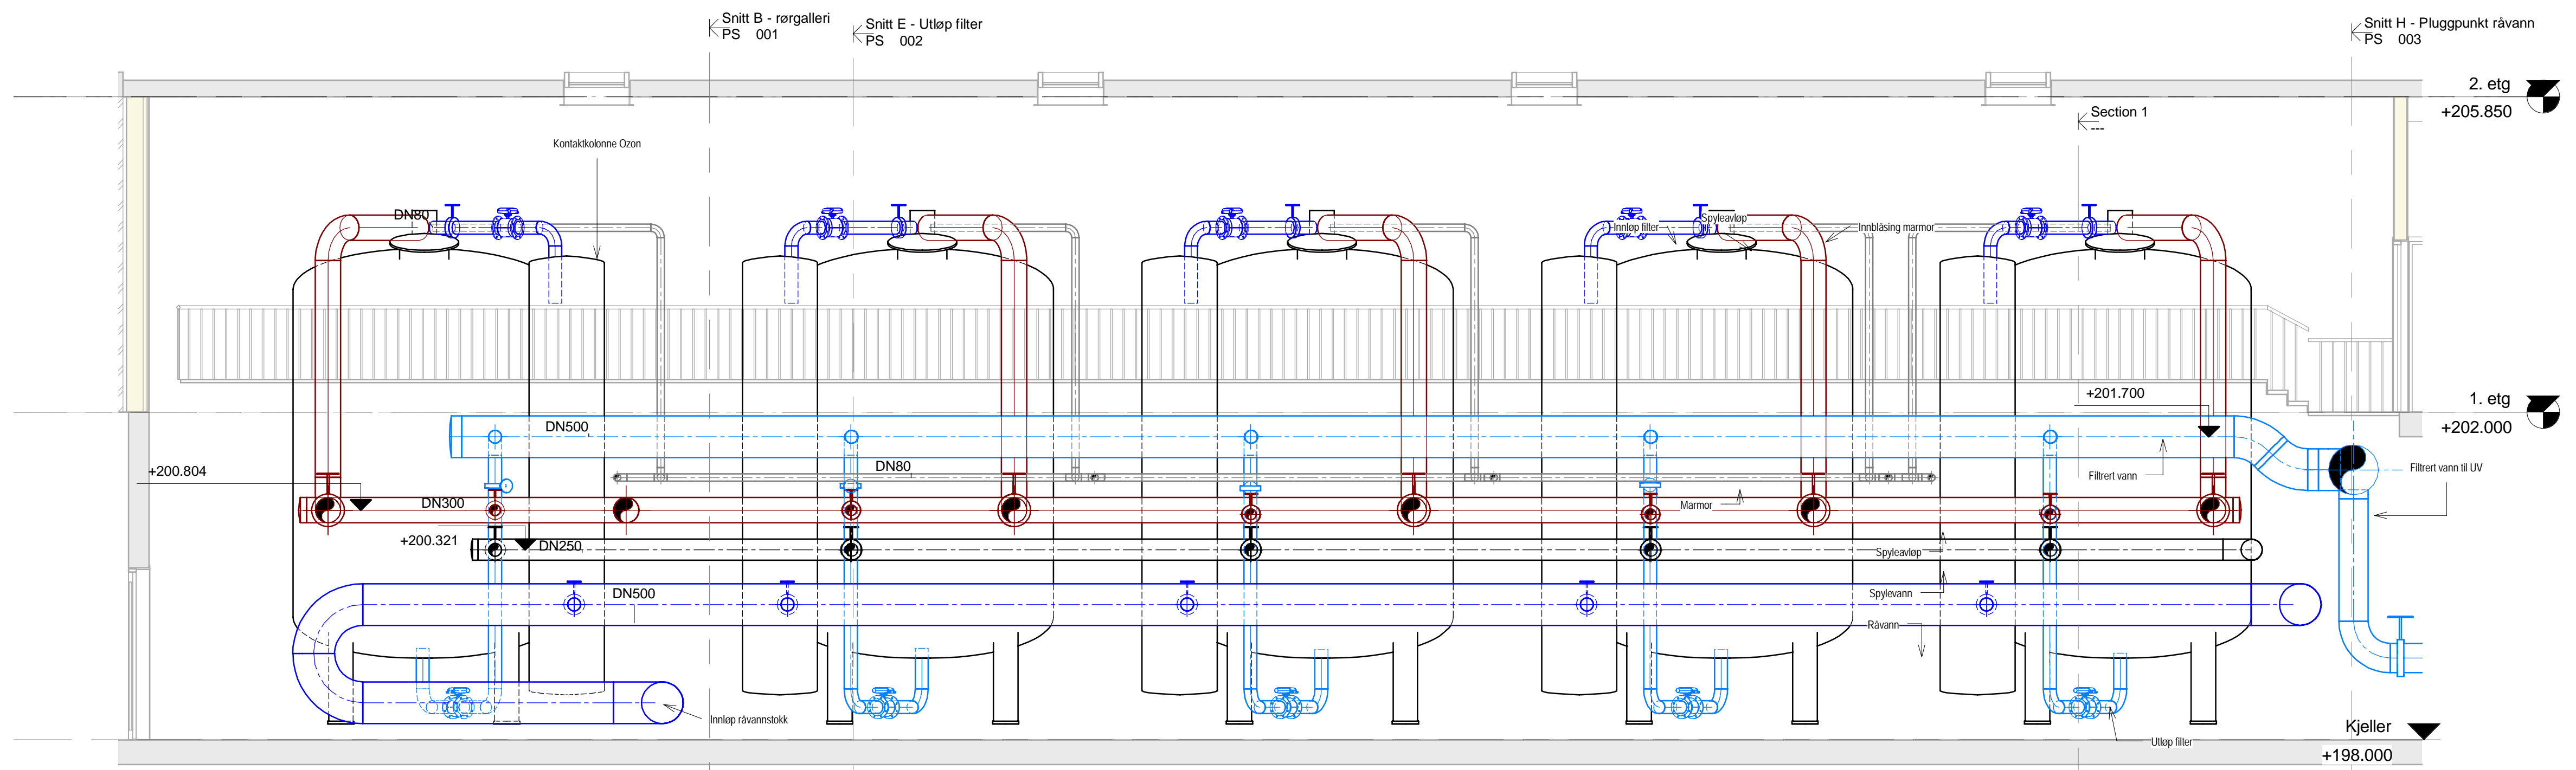 Snitt B - rørgalleri
PS 001
Snitt E - Utløp filter
PS 002
Snitt H - Pluggpunkt råvann
PS 003
2. etg
+205.850
Section 1
---
Kontaktkolonne Ozon
DN80
Innløp filter
Spyleavløp
Innblåsing marmor
+201.700
1. etg
+202.000
DN500
+200.804
DN80
Filtrert vann
Filtrert vann til UV
DN300
Marmor
+200.321
DN250
Spyleavløp
DN500
Spylevann
Råvann
Innløp råvannstokk
Utløp filter
Kjeller
+198.000